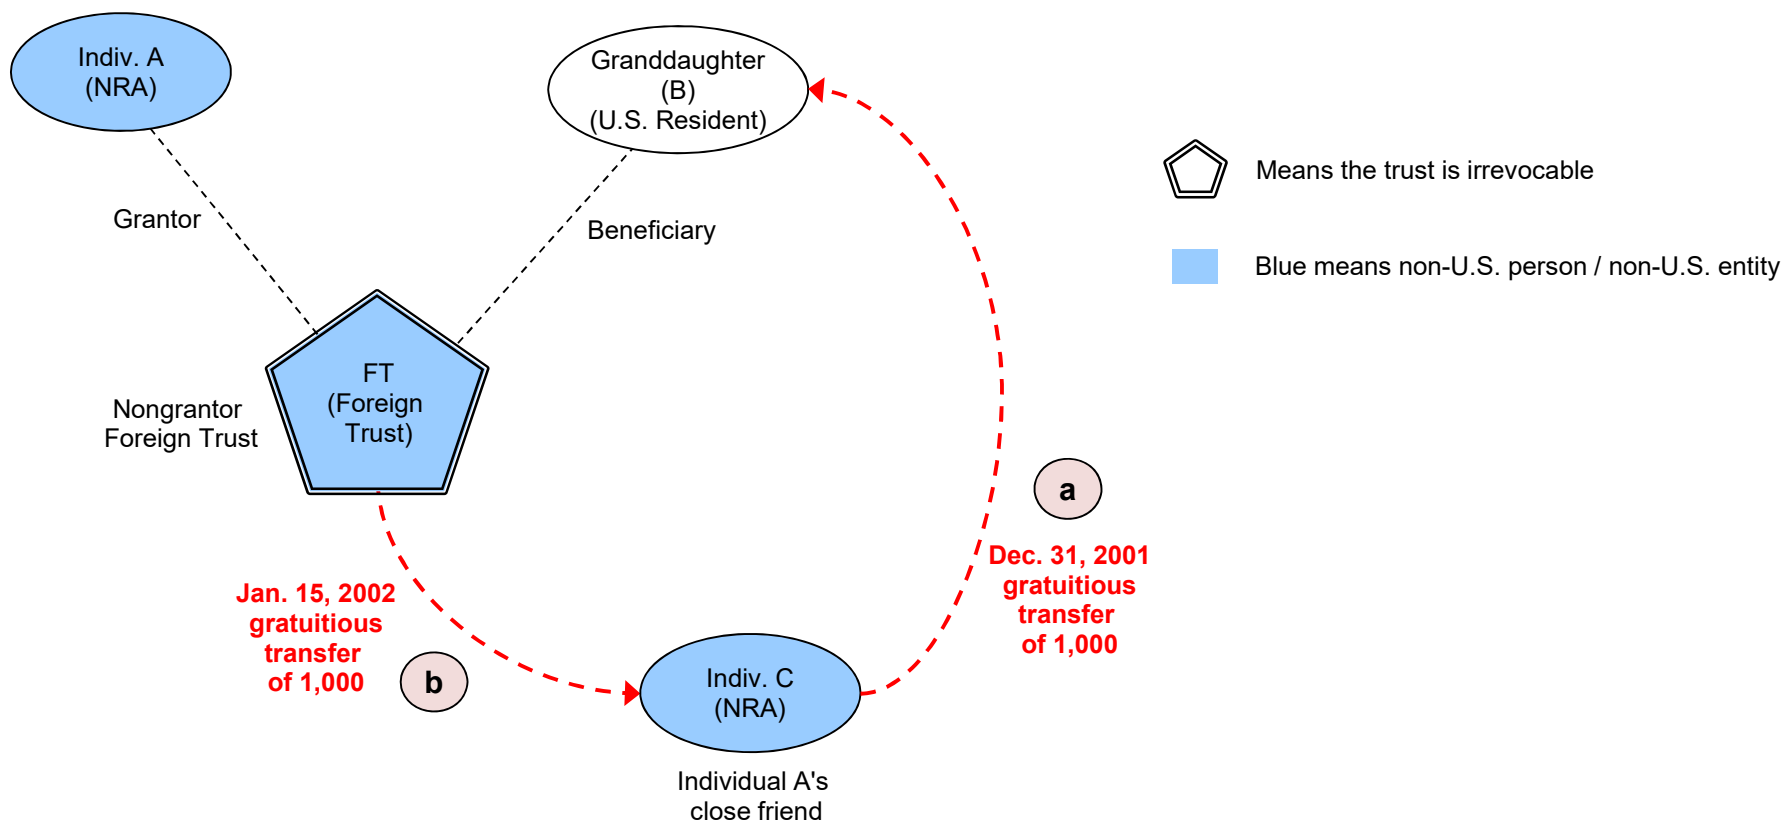 Indiv. A
(NRA)
Granddaughter
(B)
(U.S. Resident)
Means the trust is irrevocable
Grantor
Beneficiary
Blue means non-U.S. person / non-U.S. entity
FT
(Foreign
Trust)
Nongrantor
Foreign Trust
a
Dec. 31, 2001
gratuitious
transfer
of 1,000
Jan. 15, 2002
gratuitious
transfer
of 1,000
b
Indiv. C
(NRA)
Individual A's
close friend